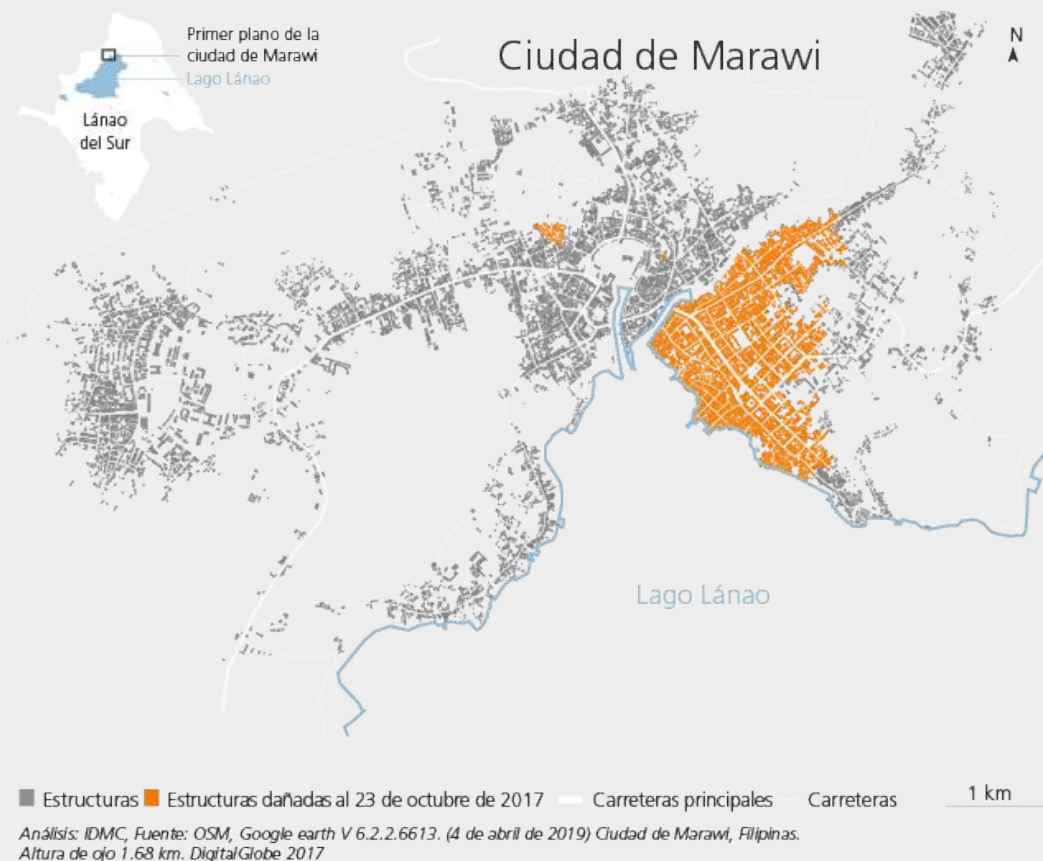 Primer plano de la
ciudad de Marawi
Lago Lánao
Lánao
del Sur
Ciudad de Marawi
N
Lago Lánao
Estructuras Estructuras dañadas al 23 de octubre de 2017 Carreteras principales Carreteras 1 km
Análisis: IDMC, Fuente: OSM, Google earth V 6.2.2.6613. (4 de abril de 2019) Ciudad de Marawi, Filipinas.
Altura de ojo 1.68 km. DigitalGlobe 2017